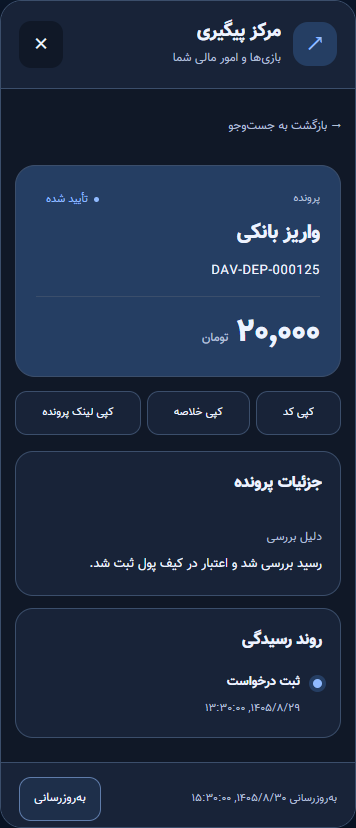 مرکز پیگیری
بازی‌ها و امور مالی شما
→ بازگشت به جست‌وجو
پرونده
تأیید شده
واریز بانکی
DAV-DEP-000125
۲۰,۰۰۰ تومان
کپی کد
کپی خلاصه
کپی لینک پرونده
جزئیات پرونده
دلیل بررسی
رسید بررسی شد و اعتبار در کیف پول ثبت شد.
روند رسیدگی
ثبت درخواست
۱۴۰۵/۸/۲۹, ۱۳:۳۰:۰۰
به‌روزرسانی ۱۴۰۵/۸/۳۰, ۱۵:۳۰:۰۰
به‌روزرسانی